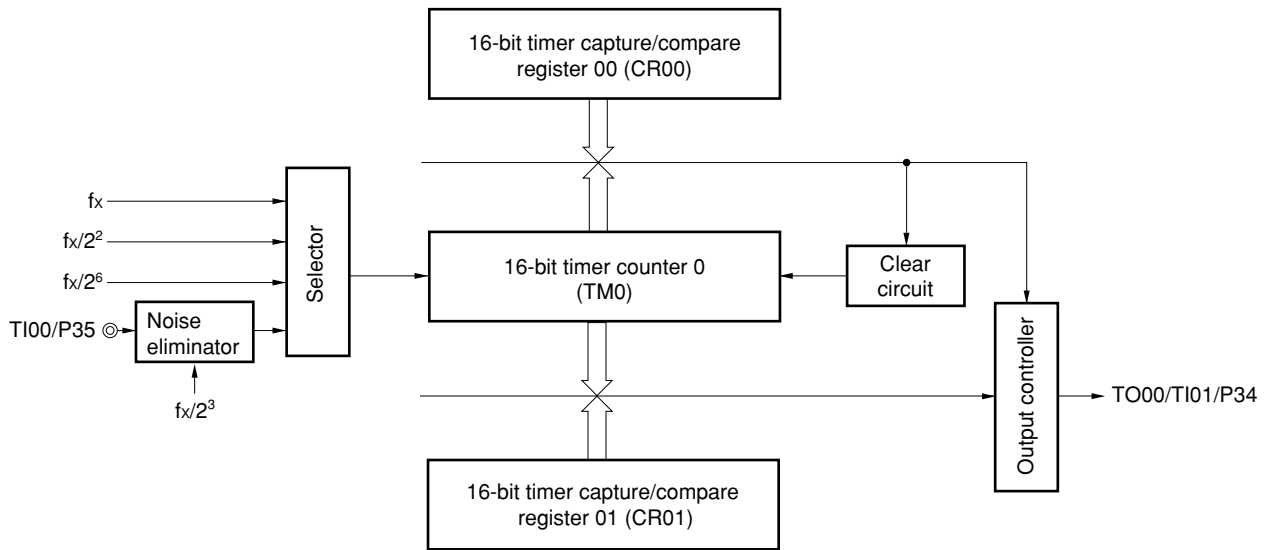 16-bit timer capture/compare
register 00 (CR00)
fx
fx/2²
fx/2⁶
TI00/P35
Noise
eliminator
fx/2³
Selector
16-bit timer counter 0
(TM0)
Clear
circuit
Output controller
TO00/TI01/P34
16-bit timer capture/compare
register 01 (CR01)